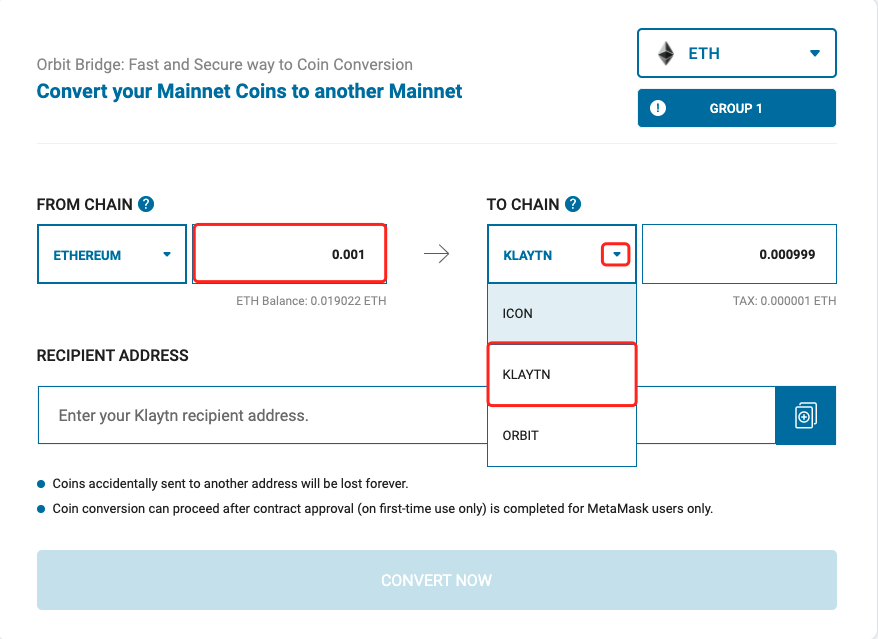 Orbit Bridge: Fast and Secure way to Coin Conversion
Convert your Mainnet Coins to another Mainnet
ETH
! GROUP 1
FROM CHAIN ?
TO CHAIN ?
ETHEREUM
0.001
KLAYTN
0.000999
ETH Balance: 0.019022 ETH
TAX: 0.000001 ETH
ICON
KLAYTN
ORBIT
RECIPIENT ADDRESS
Enter your Klaytn recipient address.
Coins accidentally sent to another address will be lost forever.
Coin conversion can proceed after contract approval (on first-time use only) is completed for MetaMask users only.
CONVERT NOW